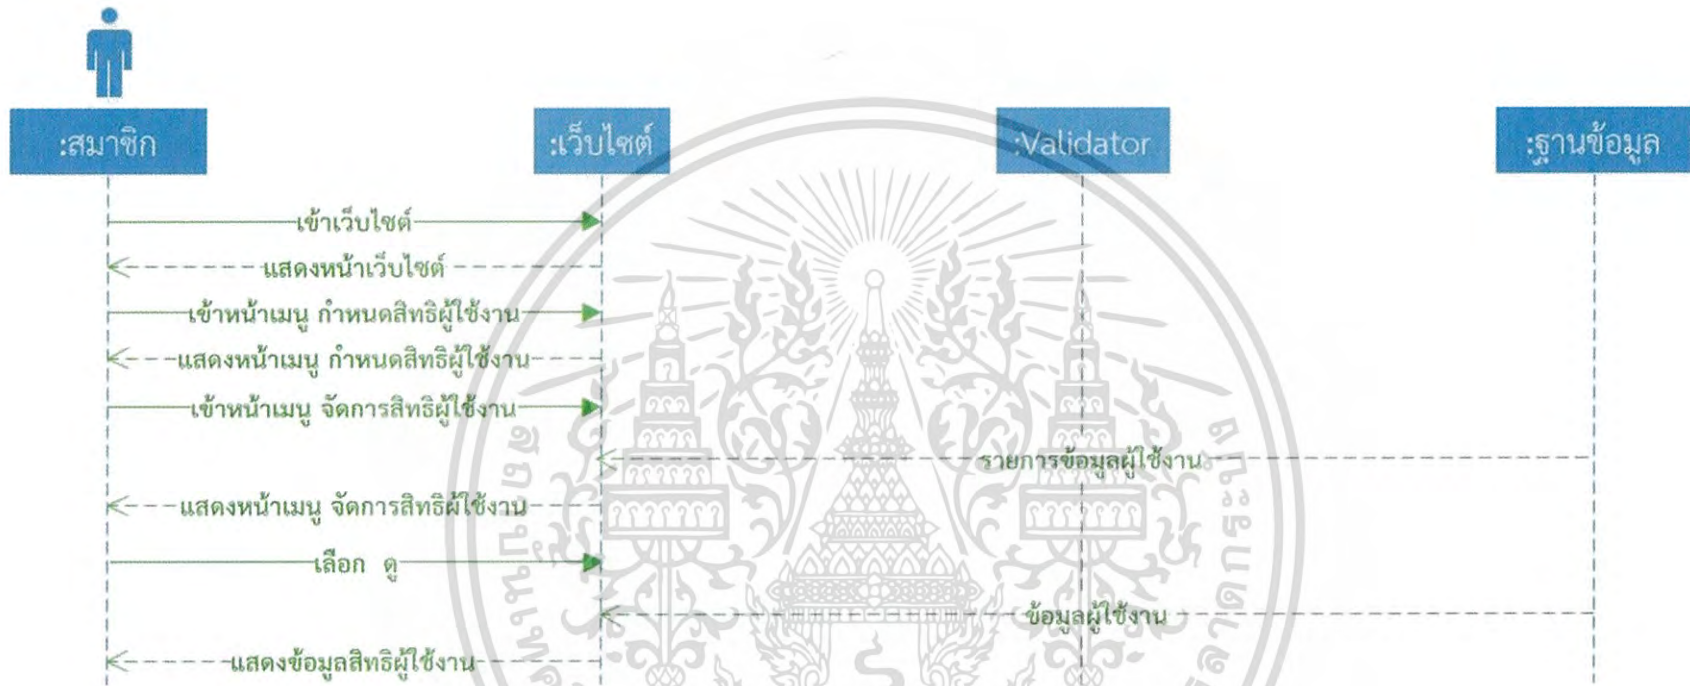 :สมาชิก
:เว็บไซต์
:Validator
:ฐานข้อมูล
เข้าเว็บไซต์
แสดงหน้าเว็บไซต์
เข้าหน้าเมนู กำหนดสิทธิผู้ใช้งาน
แสดงหน้าเมนู กำหนดสิทธิผู้ใช้งาน
เข้าหน้าเมนู จัดการสิทธิผู้ใช้งาน
รายการข้อมูลผู้ใช้งาน
แสดงหน้าเมนู จัดการสิทธิผู้ใช้งาน
เลือก ดู
ข้อมูลผู้ใช้งาน
แสดงข้อมูลสิทธิผู้ใช้งาน